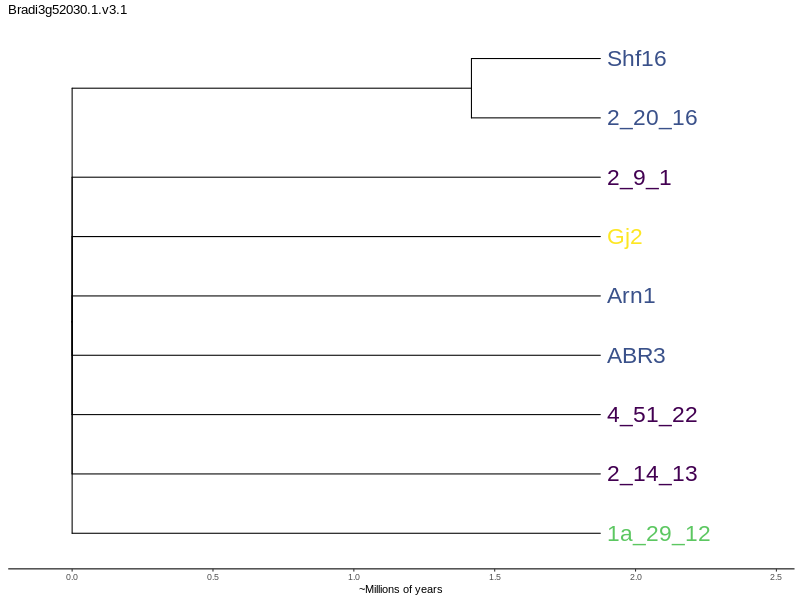 Bradi3g52030.1.v3.1
Shf16
2_20_16
2_9_1
Gj2
Arn1
ABR3
4_51_22
2_14_13
1a_29_12
0.0 0.5 1.0 1.5 2.0 2.5
~Millions of years